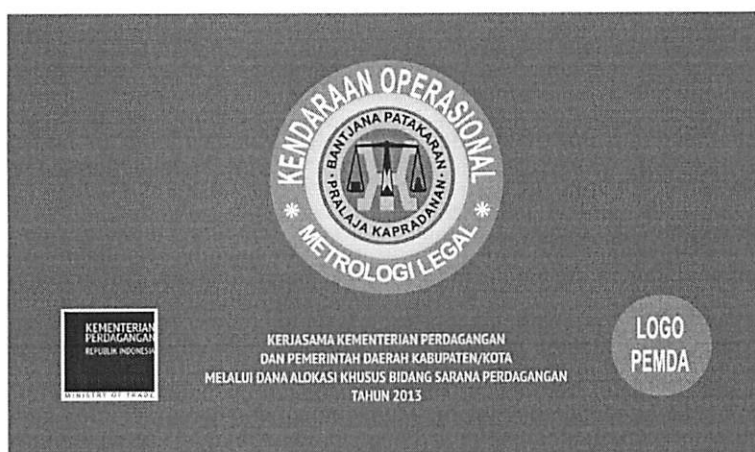 KENDARAAN OPERASIONAL
BANTJANA PATAKARAN
PRALAJA KAPRADANAN
METROLOGI LEGAL
KEMENTERIAN
PERDAGANGAN
REPUBLIK INDONESIA
MINISTRY OF TRADE
KERJASAMA KEMENTERIAN PERDAGANGAN
DAN PEMERINTAH DAERAH KABUPATEN/KOTA
MELALUI DANA ALOKASI KHUSUS BIDANG SARANA PERDAGANGAN
TAHUN 2013
LOGO
PEMDA